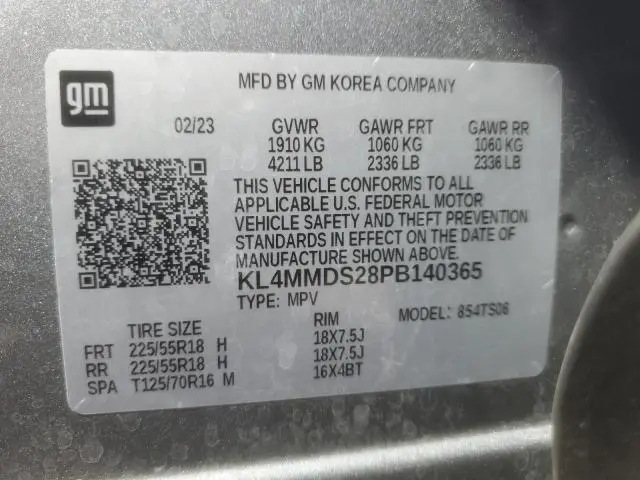 gm
MFD BY GM KOREA COMPANY
02/23 GVWR GAWR FRT GAWR RR
1910 KG 1060 KG 1060 KG
4211 LB 2336 LB 2336 LB
THIS VEHICLE CONFORMS TO ALL
APPLICABLE U.S. FEDERAL MOTOR
VEHICLE SAFETY AND THEFT PREVENTION
STANDARDS IN EFFECT ON THE DATE OF
MANUFACTURE SHOWN ABOVE.
KL4MMDS28PB140365
TYPE: MPV MODEL: 854TS06
TIRE SIZE RIM
FRT 225/55R18 H 18X7.5J
RR 225/55R18 H 18X7.5J
SPA T125/70R16 M 16X4BT